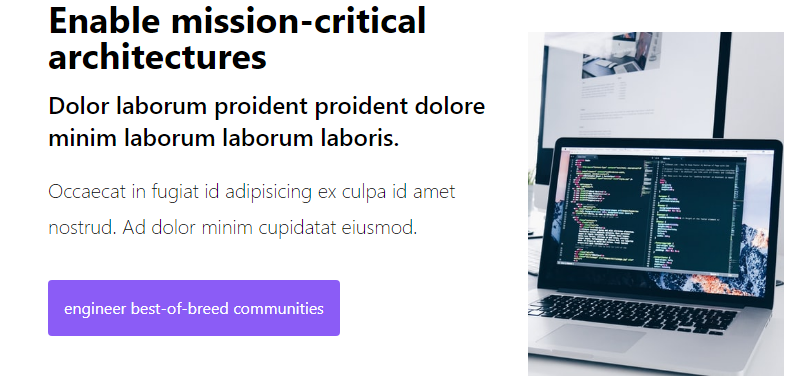 Enable mission-critical
architectures
Dolor laborum proident proident dolore
minim laborum laborum laboris.
Occaecat in fugiat id adipisicing ex culpa id amet
nostrud. Ad dolor minim cupidatat eiusmod.
engineer best-of-breed communities